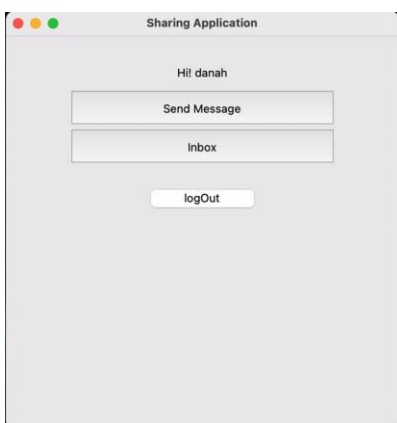 Sharing Application
Hi! danah
Send Message
Inbox
logOut